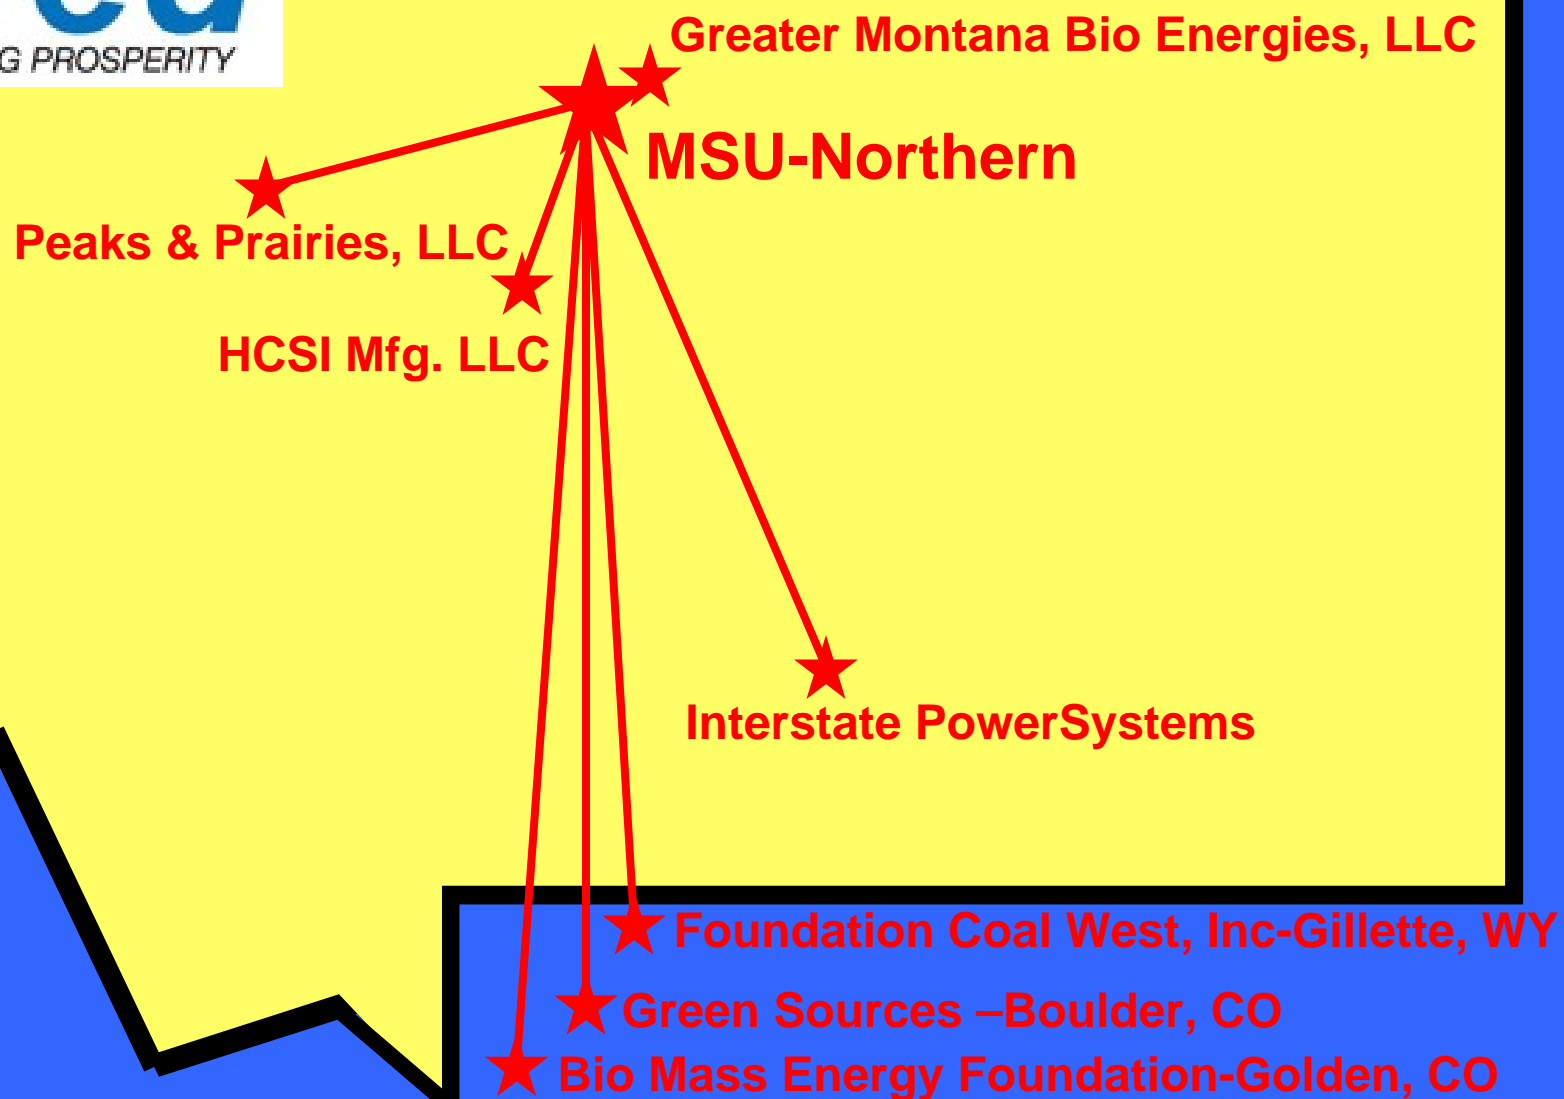 G PROSPERITY
Greater Montana Bio Energies, LLC
MSU-Northern
Peaks & Prairies, LLC
HCSI Mfg. LLC
Interstate PowerSystems
Foundation Coal West, Inc-Gillette, WY
Green Sources –Boulder, CO
Bio Mass Energy Foundation-Golden, CO